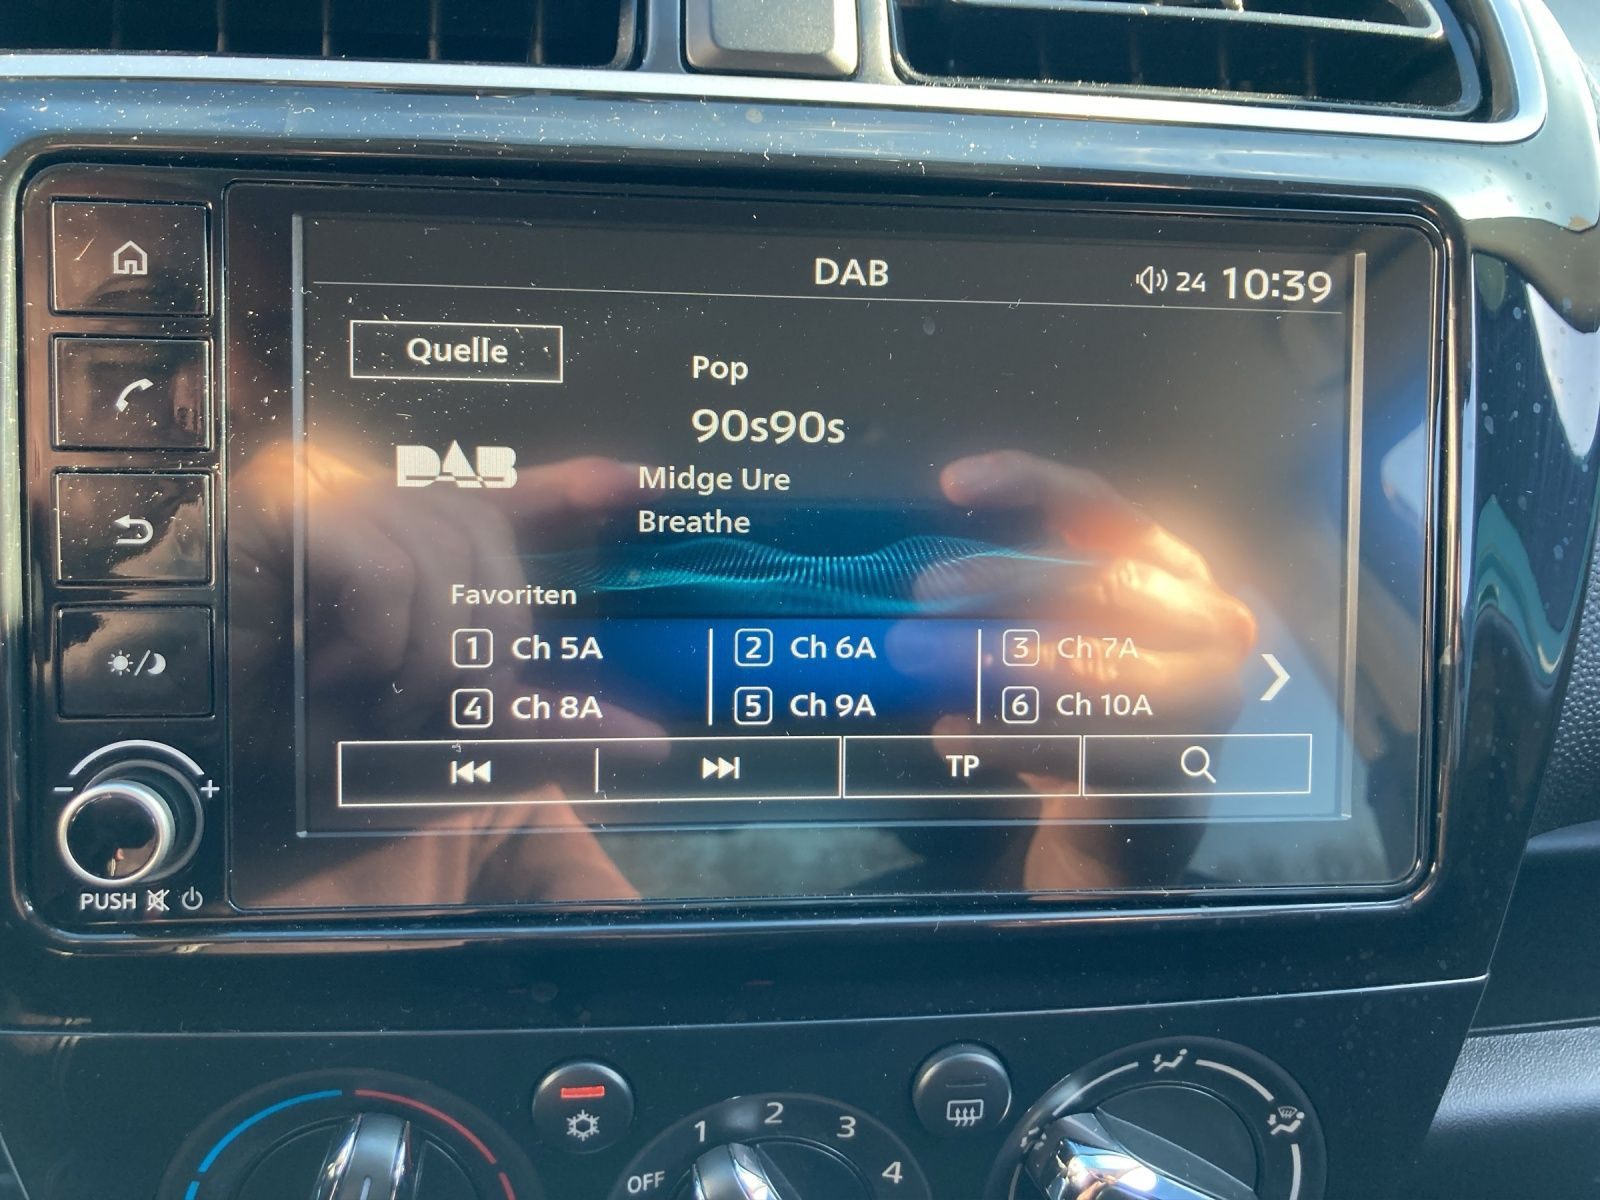 DAB
24 10:39
Quelle
Pop
90s90s
DAB
Midge Ure
Breathe
Favoriten
1 Ch 5A
2 Ch 6A
3 Ch 7A
4 Ch 8A
5 Ch 9A
6 Ch 10A
TP
- +
PUSH
OFF 1 2 3 4